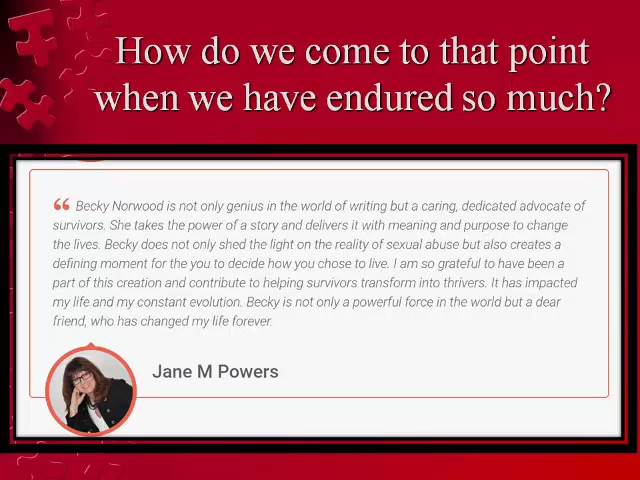 How do we come to that point
when we have endured so much?
“ Becky Norwood is not only genius in the world of writing but a caring, dedicated advocate of
survivors. She takes the power of a story and delivers it with meaning and purpose to change
the lives. Becky does not only shed the light on the reality of sexual abuse but also creates a
defining moment for the you to decide how you chose to live. I am so grateful to have been a
part of this creation and contribute to helping survivors transform into thrivers. It has impacted
my life and my constant evolution. Becky is not only a powerful force in the world but a dear
friend, who has changed my life forever.
Jane M Powers